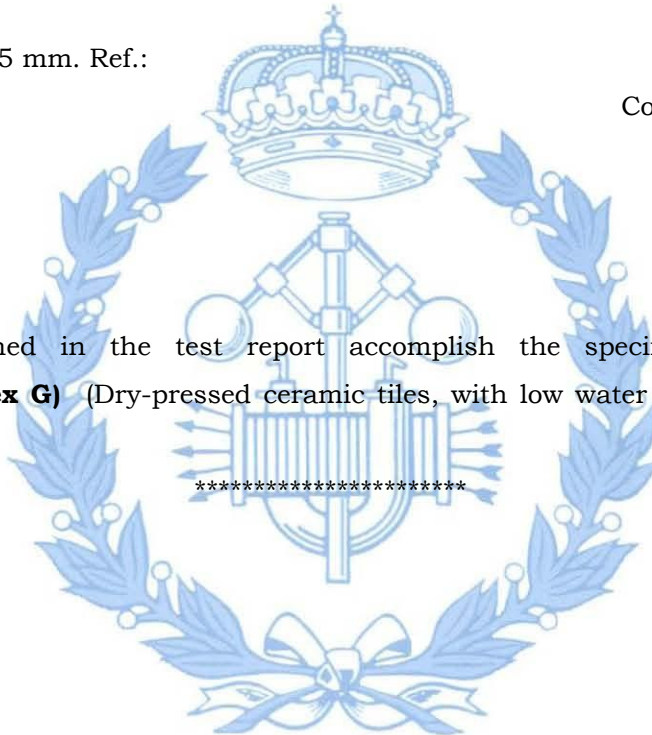 5 mm. Ref.:
Co
ned in the test report accomplish the speci
ex G) (Dry-pressed ceramic tiles, with low water
***********************